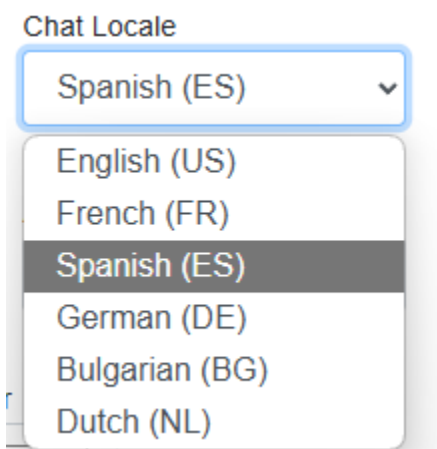 Chat Locale
Spanish (ES)
English (US)
French (FR)
Spanish (ES)
German (DE)
Bulgarian (BG)
Dutch (NL)